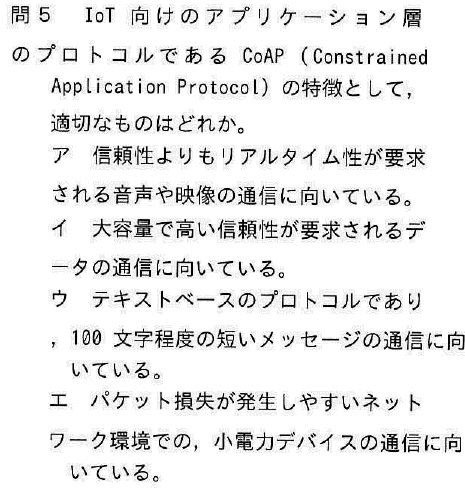 問5 IoT 向けのアプリケーション層
のプロトコルである CoAP (Constrained
Application Protocol) の特徴として，
適切なものはどれか。
ア 信頼性よりもリアルタイム性が要求
される音声や映像の通信に向いている。
イ 大容量で高い信頼性が要求されるデ
ータの通信に向いている。
ウ テキストベースのプロトコルであり
，100 文字程度の短いメッセージの通信に向
いている。
エ パケット損失が発生しやすいネット
ワーク環境での，小電力デバイスの通信に向
いている。